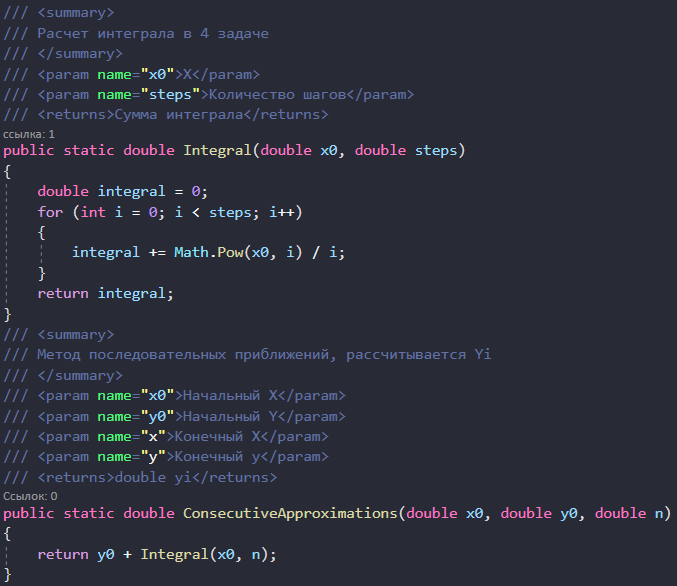 /// <summary>
/// Расчет интеграла в 4 задаче
/// </summary>
/// <param name="x0">X</param>
/// <param name="steps">Количество шагов</param>
/// <returns>Сумма интеграла</returns>
ссылка: 1
public static double Integral(double x0, double steps)
{
    double integral = 0;
    for (int i = 0; i < steps; i++)
    {
        integral += Math.Pow(x0, i) / i;
    }
    return integral;
}
/// <summary>
/// Метод последовательных приближений, рассчитывается Yi
/// </summary>
/// <param name="x0">Начальный X</param>
/// <param name="y0">Начальный Y</param>
/// <param name="x">Конечный X</param>
/// <param name="y">Конечный y</param>
/// <returns>double yi</returns>
Ссылок: 0
public static double ConsecutiveApproximations(double x0, double y0, double n)
{
    return y0 + Integral(x0, n);
}